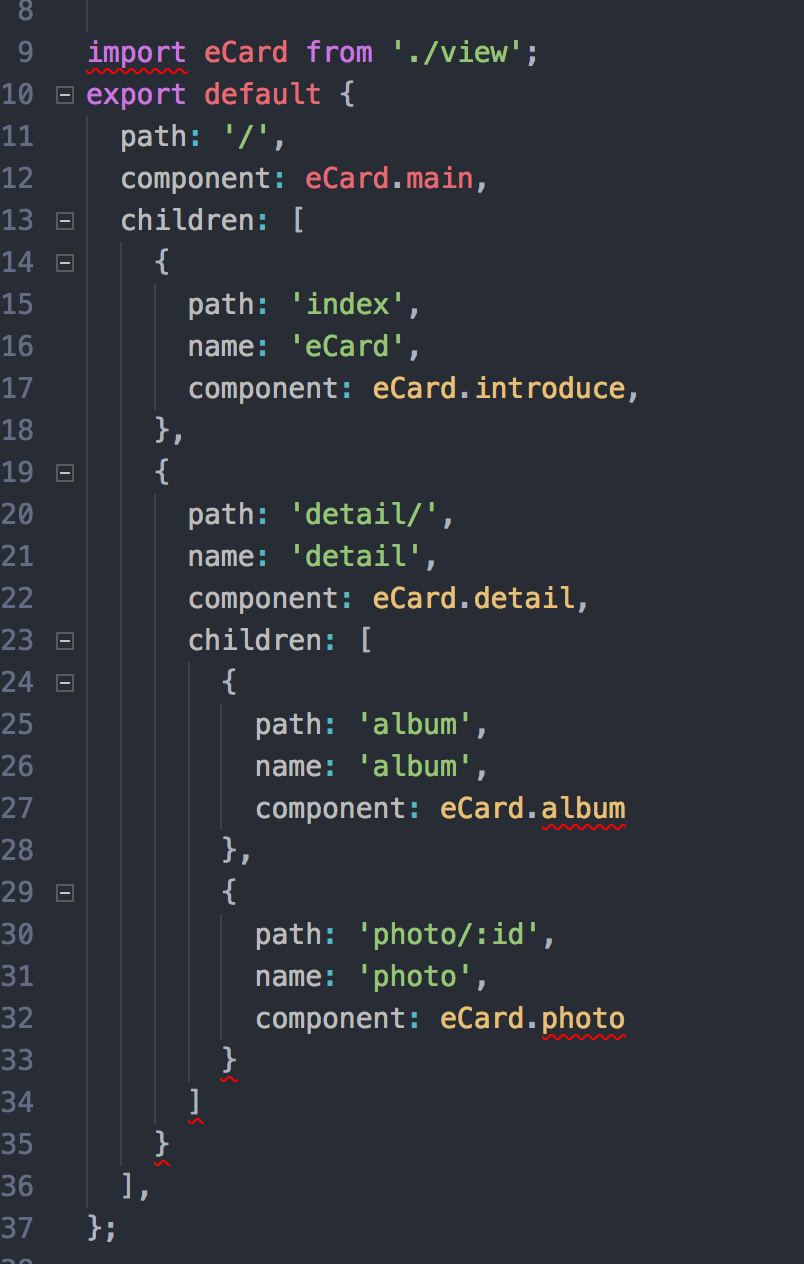 8
9 import eCard from './view';
10 export default {
11 path: '/',
12 component: eCard.main,
13 children: [
14 {
15 path: 'index',
16 name: 'eCard',
17 component: eCard.introduce,
18 },
19 {
20 path: 'detail/',
21 name: 'detail',
22 component: eCard.detail,
23 children: [
24 {
25 path: 'album',
26 name: 'album',
27 component: eCard.album
28 },
29 {
30 path: 'photo/:id',
31 name: 'photo',
32 component: eCard.photo
33 }
34 ]
35 }
36 ],
37 };
38